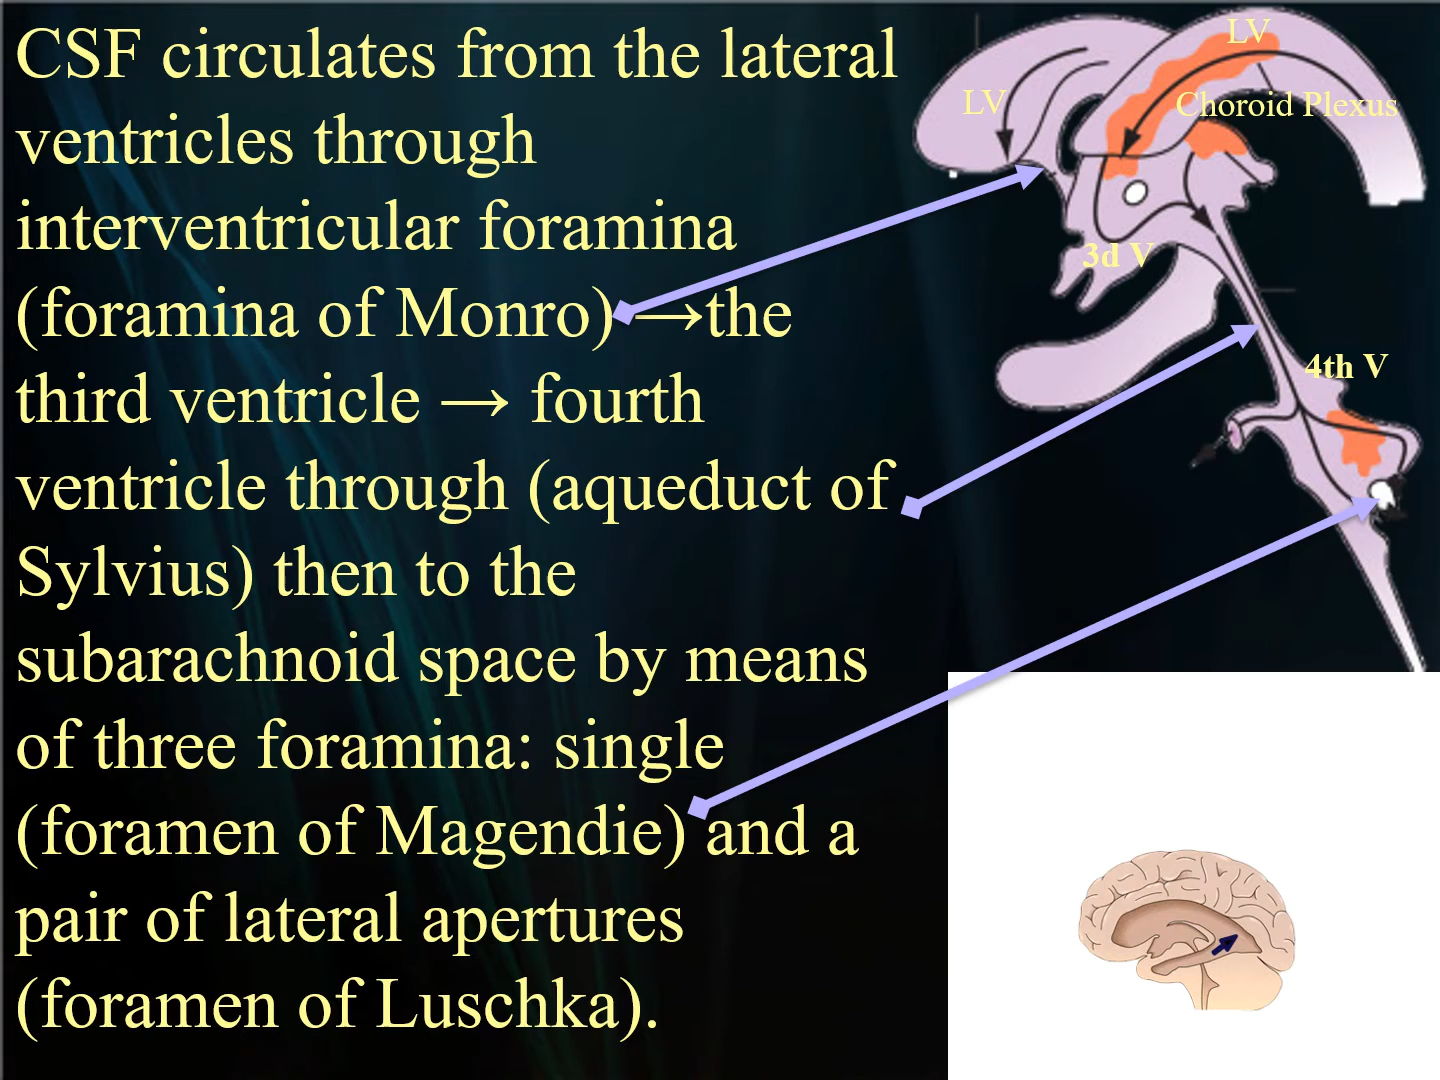 CSF circulates from the lateral
ventricles through
interventricular foramina
(foramina of Monro) →the
third ventricle → fourth
ventricle through (aqueduct of
Sylvius) then to the
subarachnoid space by means
of three foramina: single
(foramen of Magendie) and a
pair of lateral apertures
(foramen of Luschka).
LV
LV
Choroid Plexus
3d V
4th V